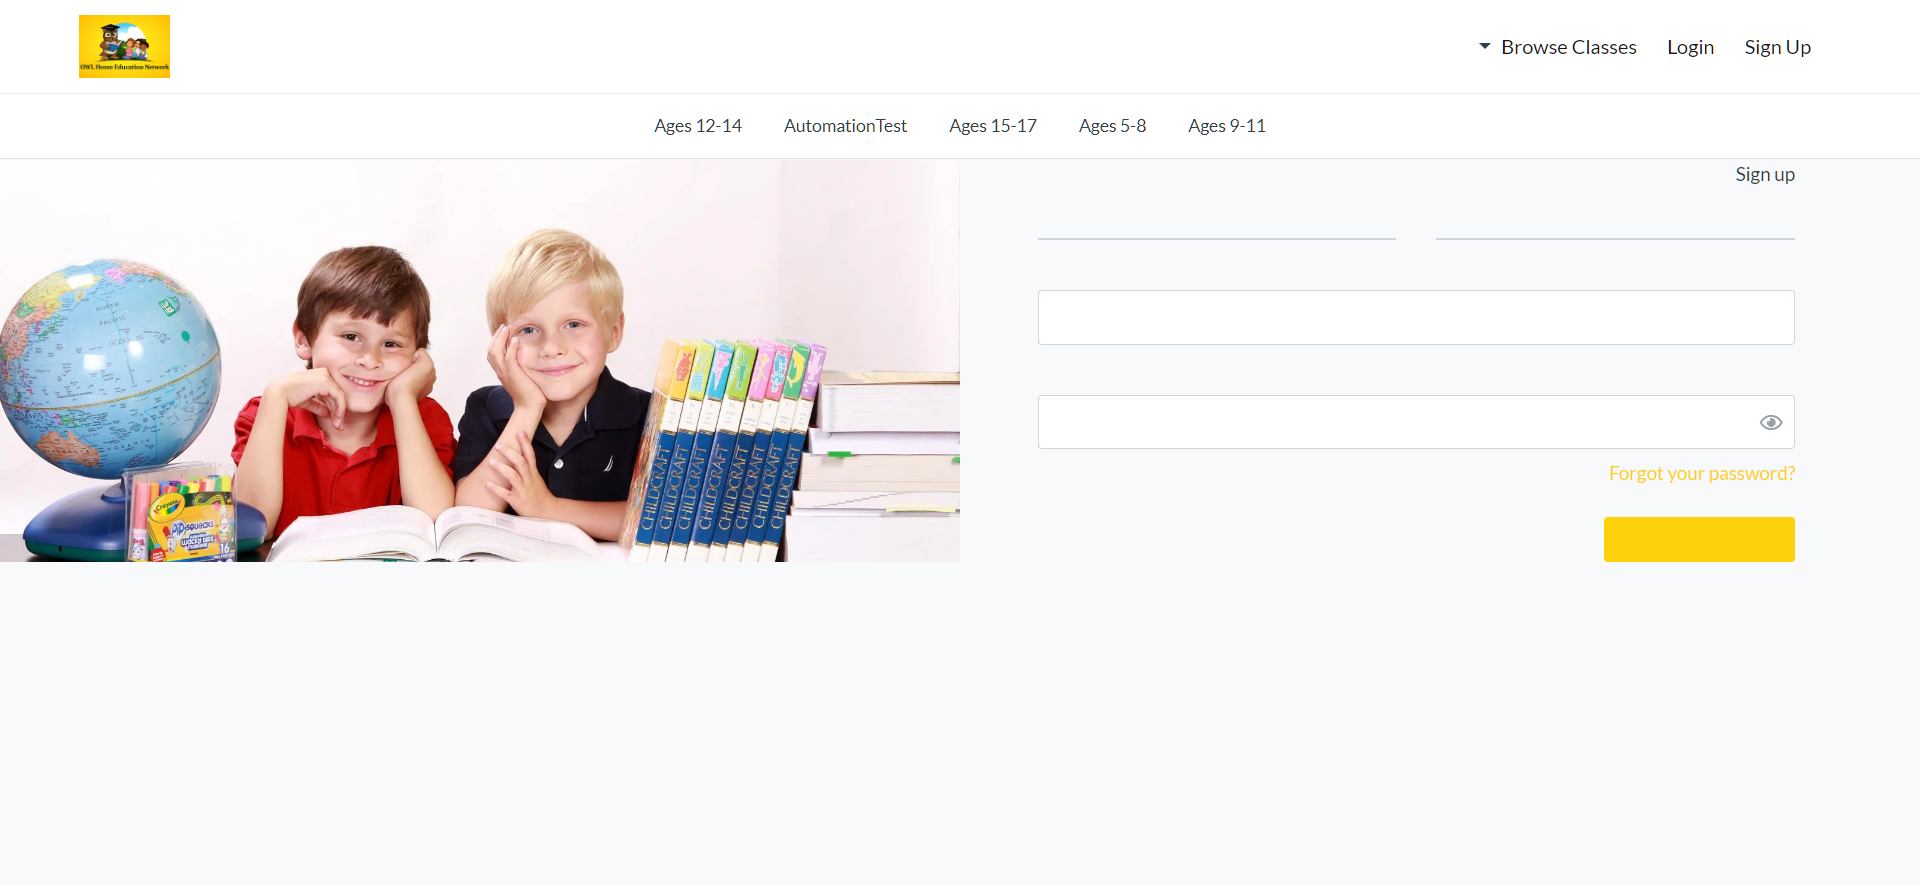 OWL Home Education Network
Browse Classes
Login
Sign Up
Ages 12-14
AutomationTest
Ages 15-17
Ages 5-8
Ages 9-11
Sign up
NORTH
PACIFIC
OCEAN
Crayola
PiPSQUEAKS
16
CHILDCRAFT
CHILDCRAFT
CHILDCRAFT
CHILDCRAFT
CHILDCRAFT
CHILDCRAFT
CHILDCRAFT
Forgot your password?